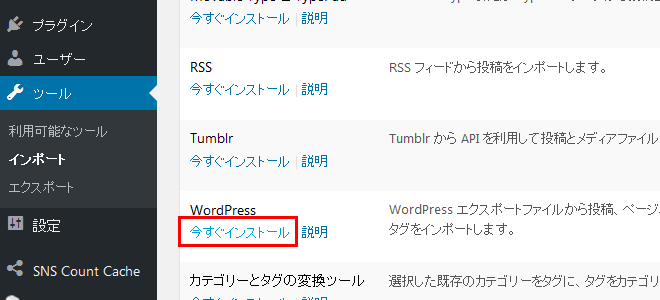 プラグイン
ユーザー
ツール
利用可能なツール
インポート
エクスポート
設定
SNS Count Cache
今すぐインストール | 説明
RSS
RSS フィードから投稿をインポートします。
今すぐインストール | 説明
Tumblr
Tumblr から API を利用して投稿とメディアファイル
今すぐインストール | 説明
WordPress
WordPress エクスポートファイルから投稿、ページ、
タグをインポートします。
今すぐインストール | 説明
カテゴリーとタグの変換ツール
選択した既存のカテゴリーをタグに、タグをカテゴリ